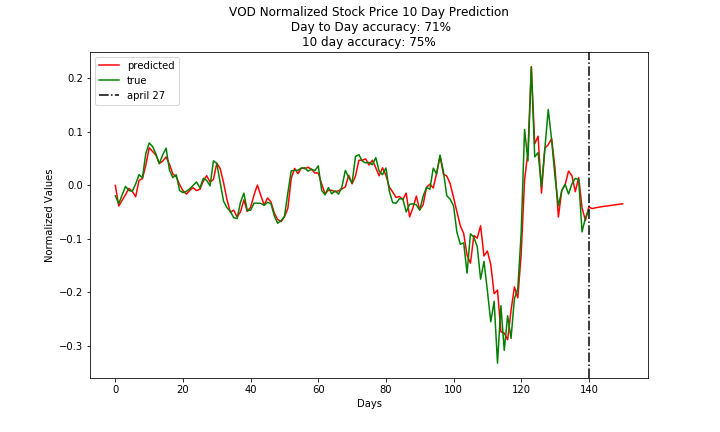 VOD Normalized Stock Price 10 Day Prediction
Day to Day accuracy: 71%
10 day accuracy: 75%
predicted
true
april 27
0.2
0.1
0.0
−0.1
−0.2
−0.3
Normalized Values
0 20 40 60 80 100 120 140
Days